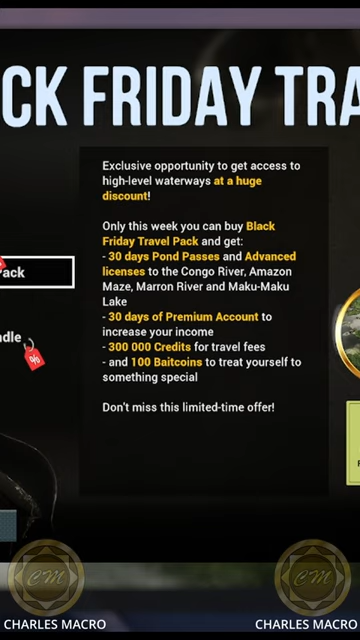 CK FRIDAY TRA
Exclusive opportunity to get access to
high-level waterways at a huge
discount!
Only this week you can buy Black
Friday Travel Pack and get:
- 30 days Pond Passes and Advanced
licenses to the Congo River, Amazon
Maze, Marron River and Maku-Maku
Lake
- 30 days of Premium Account to
increase your income
- 300 000 Credits for travel fees
- and 100 Baitcoins to treat yourself to
something special
Don't miss this limited-time offer!
Pack
ndle
%
CM
CM
CHARLES MACRO
CHARLES MACRO